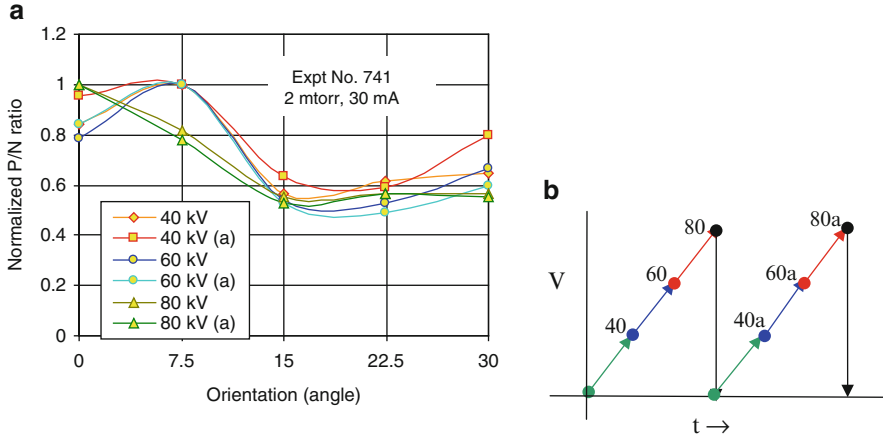 a
Normalized P/N ratio
1.2
1
0.8
0.6
0.4
0.2
0
Expt No. 741
2 mtorr, 30 mA
40 kV
40 kV (a)
60 kV
60 kV (a)
80 kV
80 kV (a)
0 7.5 15 22.5 30
Orientation (angle)
b
V
40
60
80
40a
60a
80a
t →